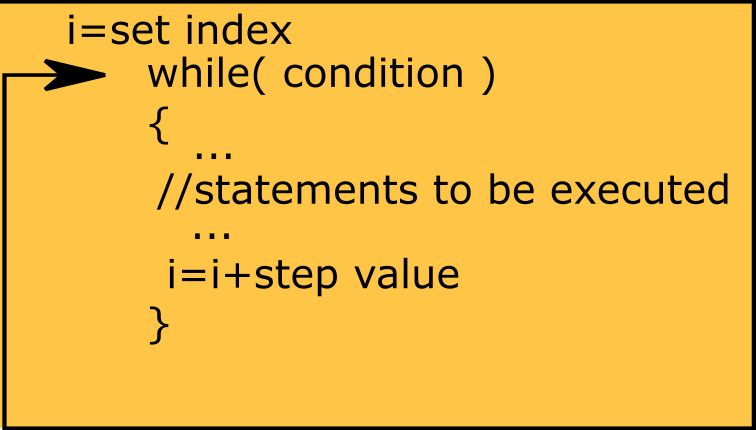 i=set index
while( condition )
{
...
//statements to be executed
...
i=i+step value
}